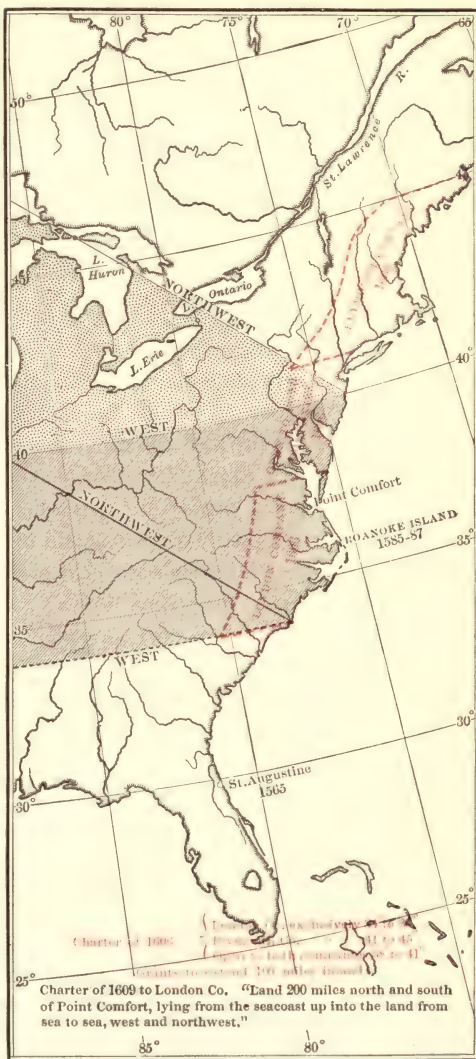 80°
75°
70°
65°
50°
R.
St. Lawrence
45
L.
Huron
NORTHWEST
Ontario
L. Erie
40°
WEST
40
NORTHWEST
Point Comfort
ROANOKE ISLAND
1585-87
35°
35°
WEST
30°
St. Augustine
1565
30°
25°
Charter of
25°
Charter of 1609 to London Co. "Land 200 miles north and south
of Point Comfort, lying from the seacoast up into the land from
sea to sea, west and northwest."
85°
80°